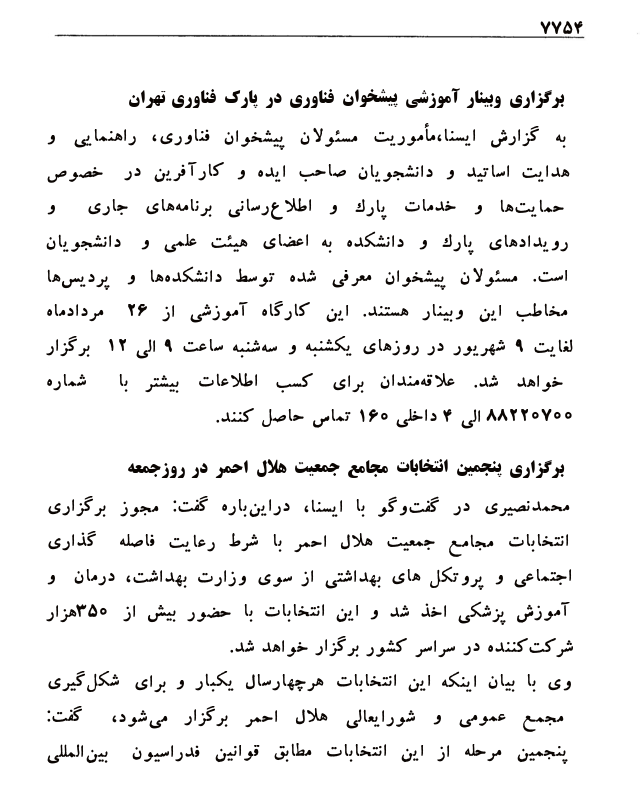 ۷۷۵۴
برگزاری وبینار آموزشی پیشخوان فناوری در پارک فناوری تهران
به گزارش ایسنا،مأموریت مسئولان پیشخوان فناوری، راهنمایی و
هدایت اساتید و دانشجویان صاحب ایده و کارآفرین در خصوص
حمایت‌ها و خدمات پارك و اطلاع‌رسانی برنامه‌های جاری و
رویدادهای پارك و دانشکده به اعضای هیئت علمی و دانشجویان
است. مسئولان پیشخوان معرفی شده توسط دانشکده‌ها و پردیس‌ها
مخاطب این وبینار هستند. این کارگاه آموزشی از ۲۶ مردادماه
لغایت ۹ شهریور در روزهای یکشنبه و سه‌شنبه ساعت ۹ الی ۱۲ برگزار
خواهد شد. علاقه‌مندان برای کسب اطلاعات بیشتر با شماره
۸۸۲۲۰۷۰۰الی ۴ داخلی ۱۶۰ تماس حاصل کنند.
برگزاری پنجمین انتخابات مجامع جمعیت هلال احمر در روزجمعه
محمدنصیری در گفت‌وگو با ایسنا، دراین‌باره گفت: مجوز برگزاری
انتخابات مجامع جمعیت هلال احمر با شرط رعایت فاصله گذاری
اجتماعی و پروتکل های بهداشتی از سوی وزارت بهداشت، درمان و
آموزش پزشکی اخذ شد و این انتخابات با حضور بیش از ۳۵۰هزار
شرکت‌کننده در سراسر کشور برگزار خواهد شد.
وی با بیان اینکه این انتخابات هرچهارسال یکبار و برای شکل‌گیری
مجمع عمومی و شورایعالی هلال احمر برگزار می‌شود، گفت:
پنجمین مرحله از این انتخابات مطابق قوانین فدراسیون بین‌المللی